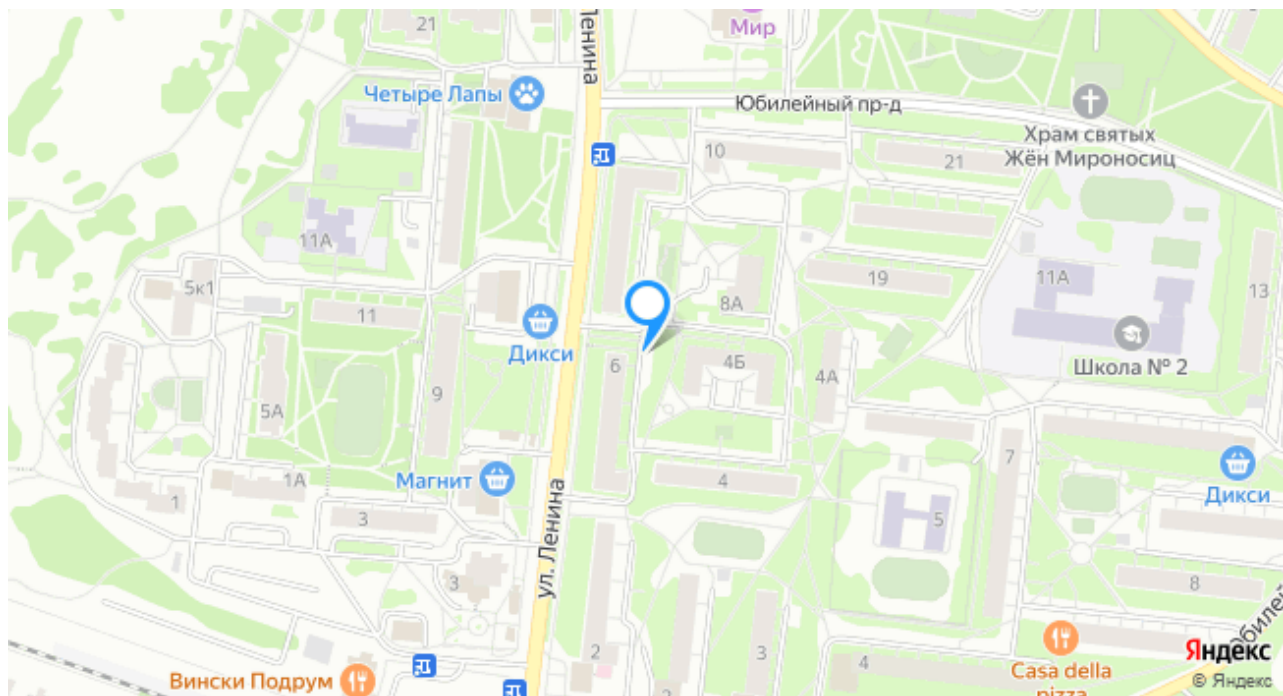 21
Ленина
Мир
Четыре Лапы
Юбилейный пр-д
Храм святых
Жён Мироносиц
10
21
11А
5к1
8А
19
11А
13
11
Дикси
6
4Б
4А
Школа № 2
9
5А
1А
Магнит
4
7
Дикси
1
3
5
ул. Ленина
3
8
2
3
4
Юбилей
Вински Подрум
Casa della
pizza
Яндекс
© Яндекс